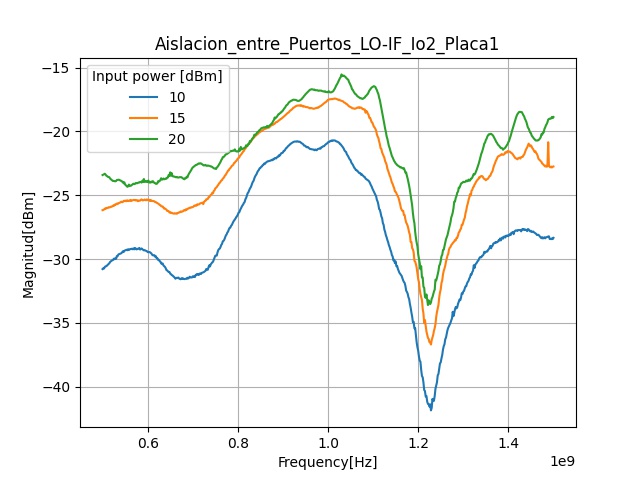 Aislacion_entre_Puertos_LO-IF_Io2_Placa1
Input power [dBm]
10
15
20
Magnitud[dBm]
−15
−20
−25
−30
−35
−40
0.6
0.8
1.0
1.2
1.4
1e9
Frequency[Hz]